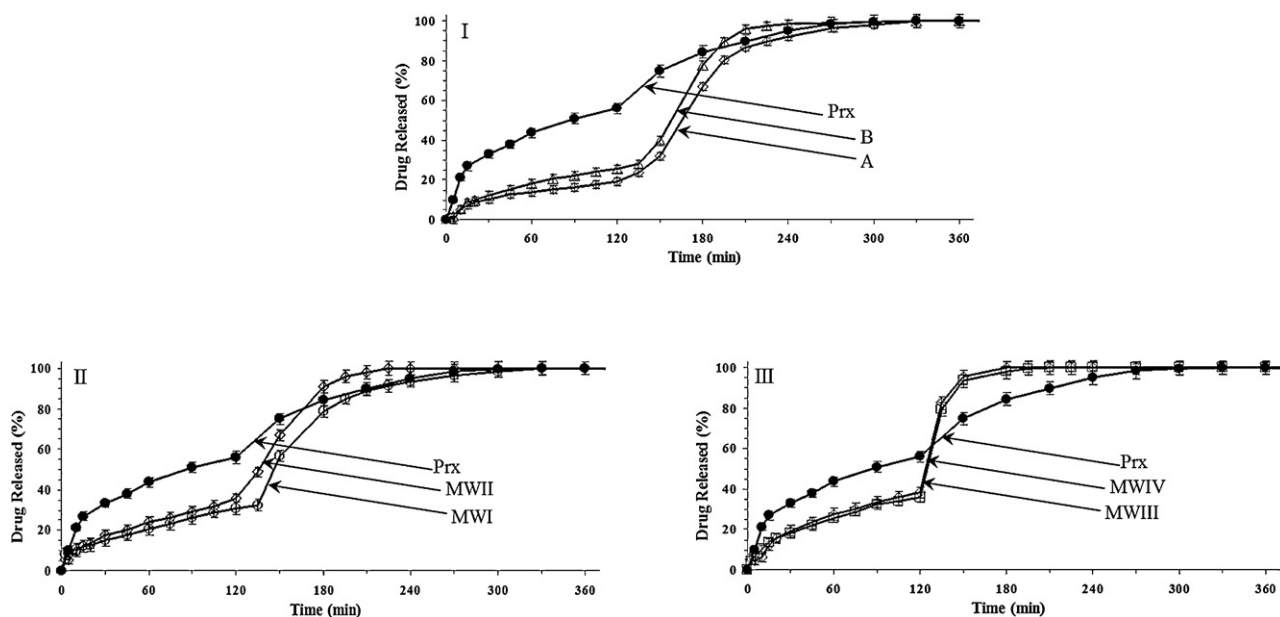 I
Drug Released (%)
100
80
60
40
20
0
Prx
B
A
0 60 120 180 240 300 360
Time (min)
II
Drug Released (%)
100
80
60
40
20
0
Prx
MWII
MWI
0 60 120 180 240 300 360
Time (min)
III
Drug Released (%)
100
80
60
40
20
0
Prx
MWIV
MWIII
0 60 120 180 240 300 360
Time (min)